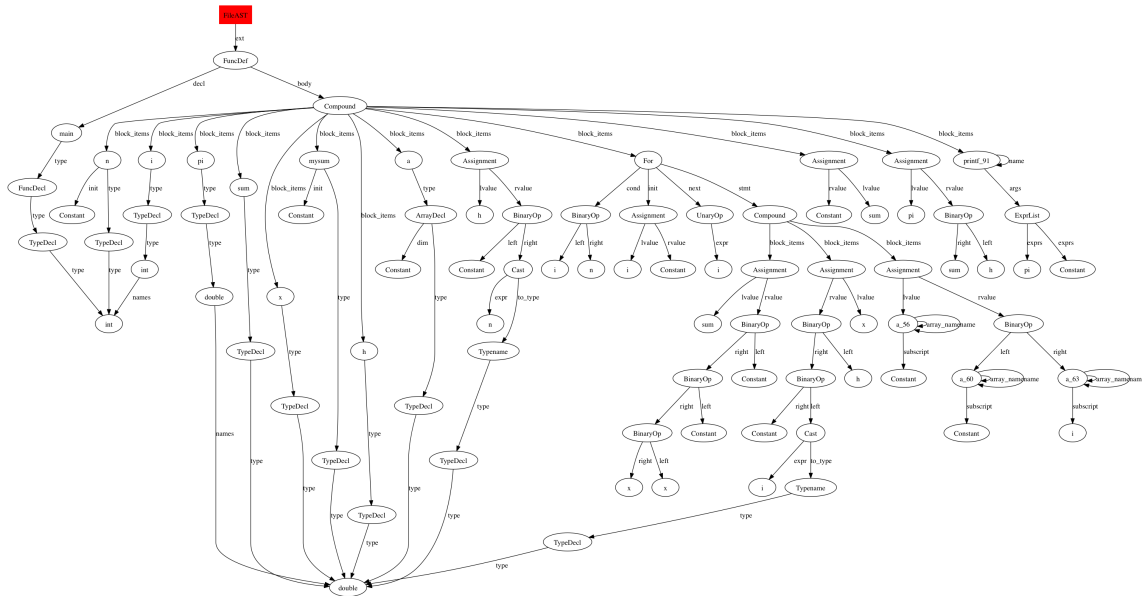 FileAST
ext
FuncDef
decl body
main Compound
block_items block_items block_items block_items block_items block_items block_items block_items block_items block_items block_items block_items block_items
type
n i pi sum mysum a Assignment For Assignment Assignment printf_91 name
FuncDecl
init type type type init type lvalue rvalue cond init next stmt rvalue lvalue lvalue rvalue args
Constant TypeDecl TypeDecl Constant ArrayDecl h BinaryOp BinaryOp Assignment UnaryOp Compound Constant sum pi BinaryOp ExprList
type
TypeDecl TypeDecl
type type type type dim left right left right lvalue rvalue expr block_items block_items block_items right left exprs exprs
int Constant Constant Cast i n i Constant i Assignment Assignment Assignment sum h pi Constant
names type type type expr to_type lvalue rvalue rvalue lvalue lvalue rvalue
int double x n sum BinaryOp BinaryOp x a_56 array_name name BinaryOp
h Typename
right left right left subscript left right
TypeDecl type type BinaryOp Constant BinaryOp h Constant a_60 array_name name a_63 array_name name
TypeDecl TypeDecl
right left right left subscript subscript
names type type BinaryOp Constant Constant Cast Constant i
TypeDecl TypeDecl
right left expr to_type
type type x x i Typename
TypeDecl
type type
TypeDecl
type
double